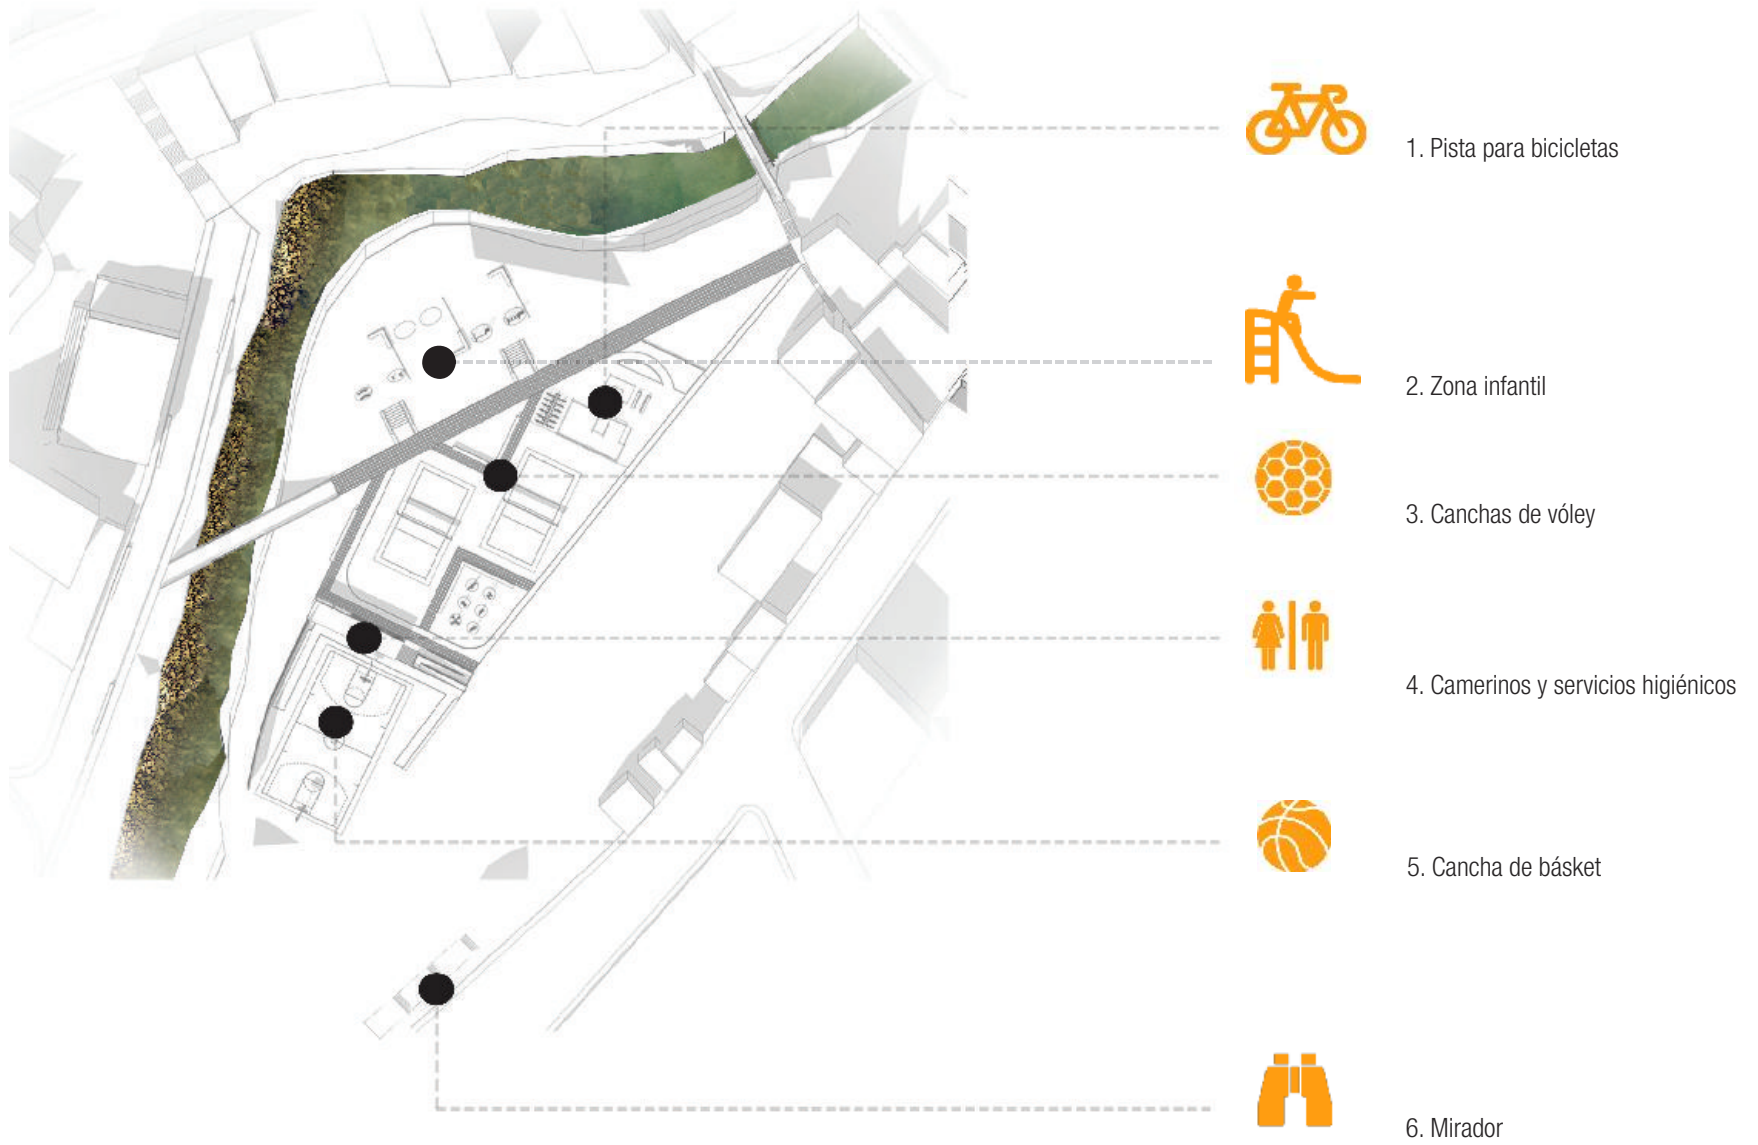 1. Pista para bicicletas
2. Zona infantil
3. Canchas de vóley
4. Camerinos y servicios higiénicos
5. Cancha de básket
6. Mirador